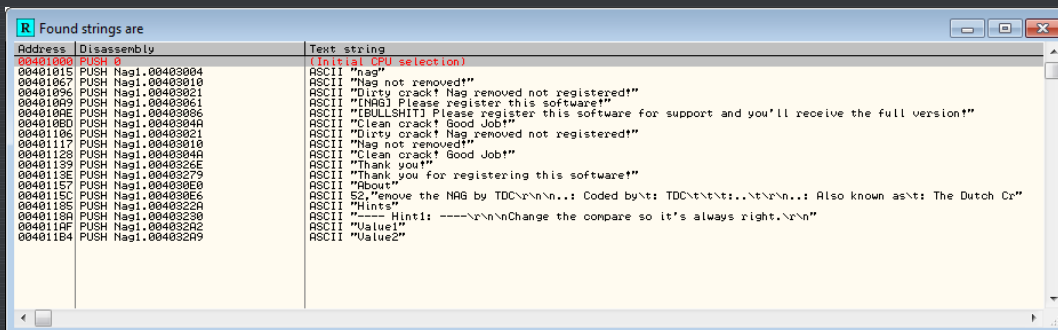 R Found strings are
Address Disassembly Text string
00401000 PUSH 0 (Initial CPU selection)
00401015 PUSH Nag1.00403004 ASCII "nag"
00401067 PUSH Nag1.00403010 ASCII "Nag not removed!"
00401096 PUSH Nag1.00403021 ASCII "Dirty crack! Nag removed not registered!"
004010A9 PUSH Nag1.00403061 ASCII "[NAG] Please register this software!"
004010AE PUSH Nag1.00403086 ASCII "[BULLSHIT] Please register this software for support and you'll receive the full version!"
004010BD PUSH Nag1.0040304A ASCII "Clean crack! Good Job!"
00401106 PUSH Nag1.00403021 ASCII "Dirty crack! Nag removed not registered!"
00401117 PUSH Nag1.00403010 ASCII "Nag not removed!"
00401128 PUSH Nag1.0040304A ASCII "Clean crack! Good Job!"
00401139 PUSH Nag1.0040326E ASCII "Thank you!"
0040113E PUSH Nag1.00403279 ASCII "Thank you for registering this software!"
00401157 PUSH Nag1.004030E0 ASCII "About"
0040115C PUSH Nag1.004030E6 ASCII 52,"emove the NAG by TDC\r\n\n..: Coded by\t: TDC\t\t\t:..\t\r\n..: Also known as\t: The Dutch Cr"
00401185 PUSH Nag1.0040322A ASCII "Hints"
0040118A PUSH Nag1.00403230 ASCII "---- Hint1: ----\r\n\nChange the compare so it's always right.\r\n"
004011AF PUSH Nag1.004032A2 ASCII "Value1"
004011B4 PUSH Nag1.004032A9 ASCII "Value2"